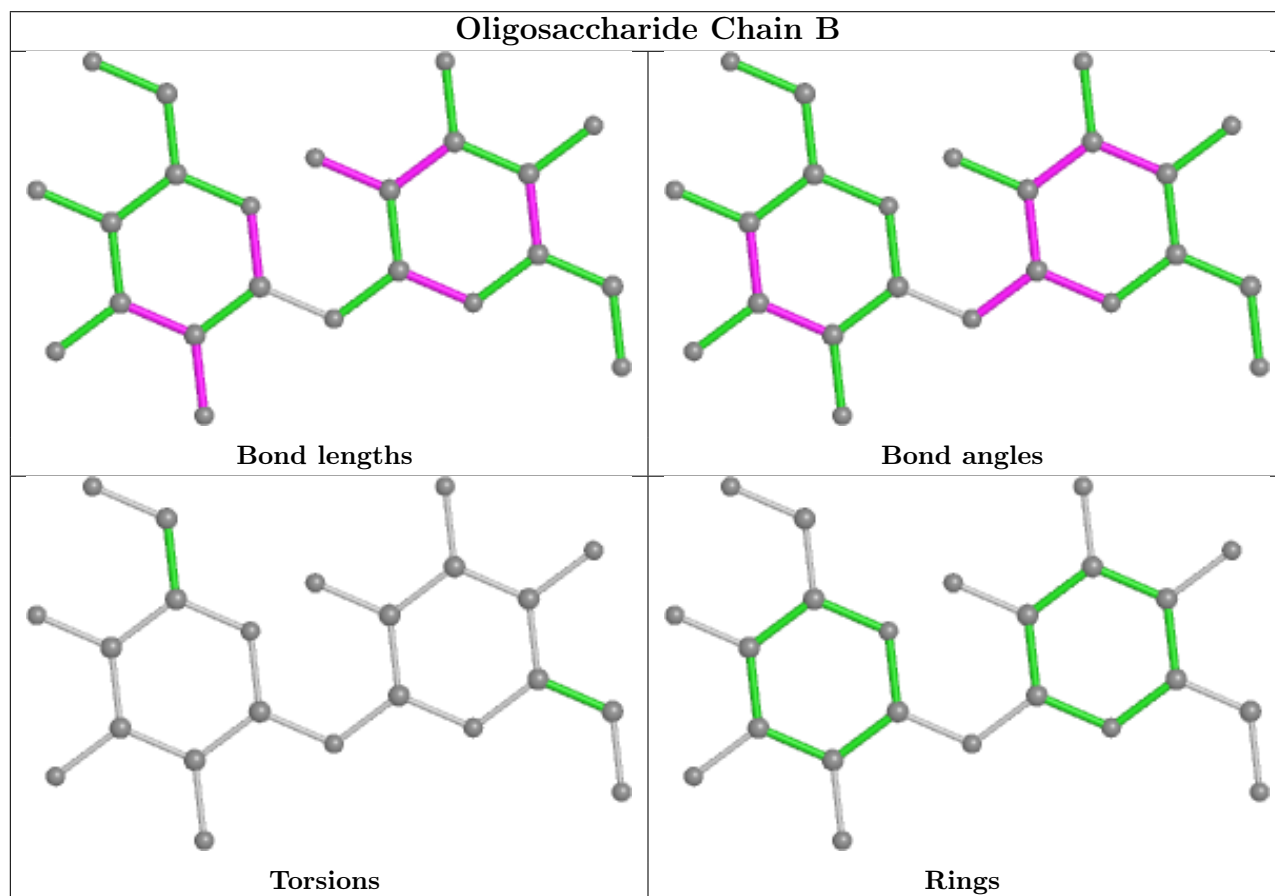 Oligosaccharide Chain B
Bond lengths
Bond angles
Torsions
Rings